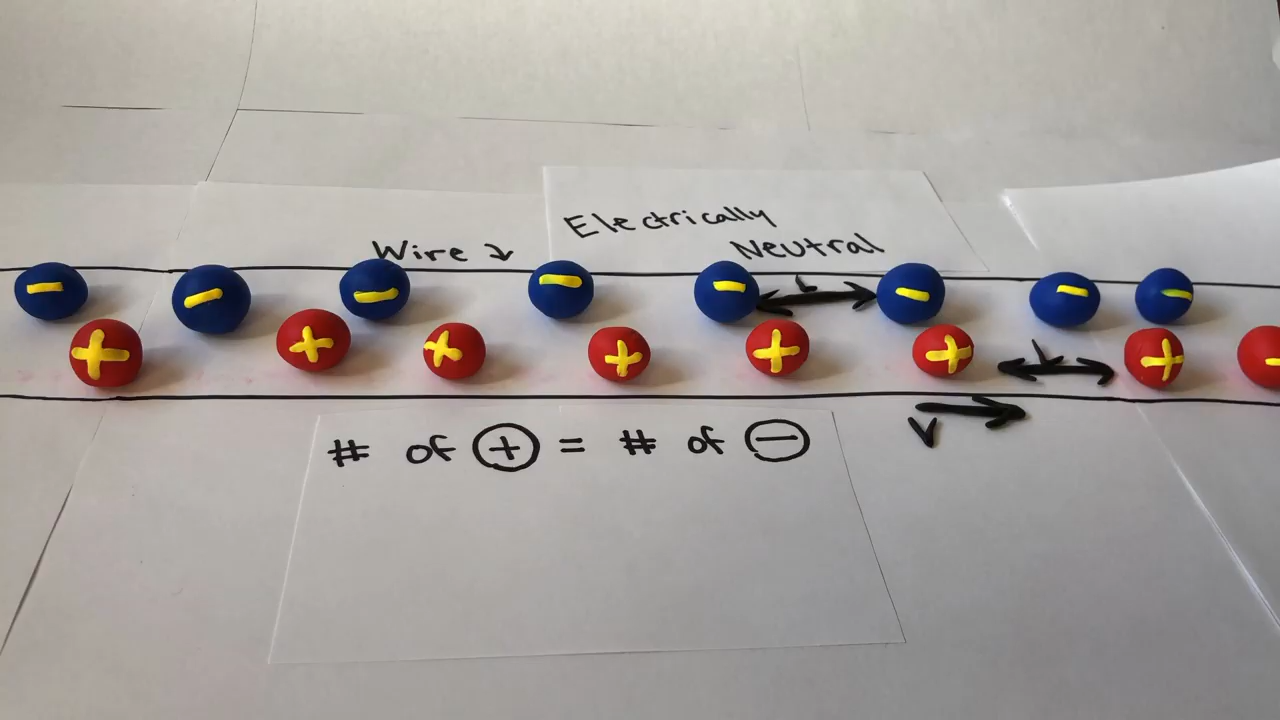 Electrically
Neutral
Wire ↘
- - - - - - - -
L
+ + + + + + +
L
v
# of ⊕ = # of ⊖